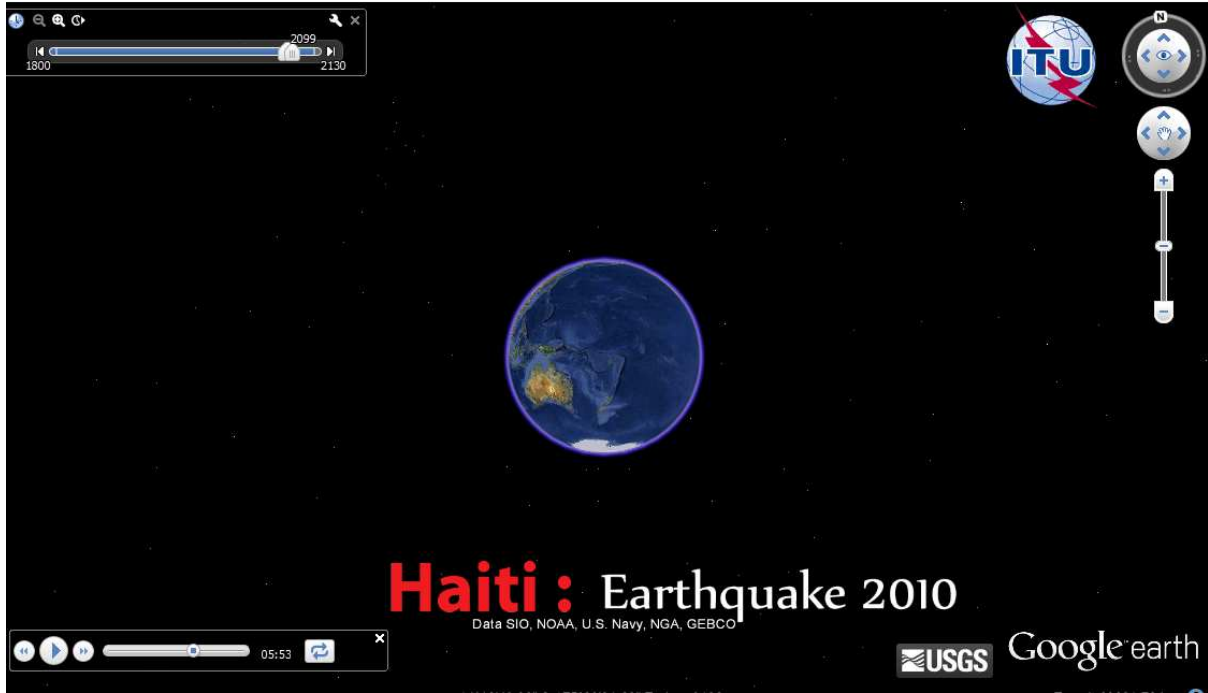 2099
1800 2130
ITU
N
Haiti : Earthquake 2010
Data SIO, NOAA, U.S. Navy, NGA, GEBCO
05:53
USGS
Google earth